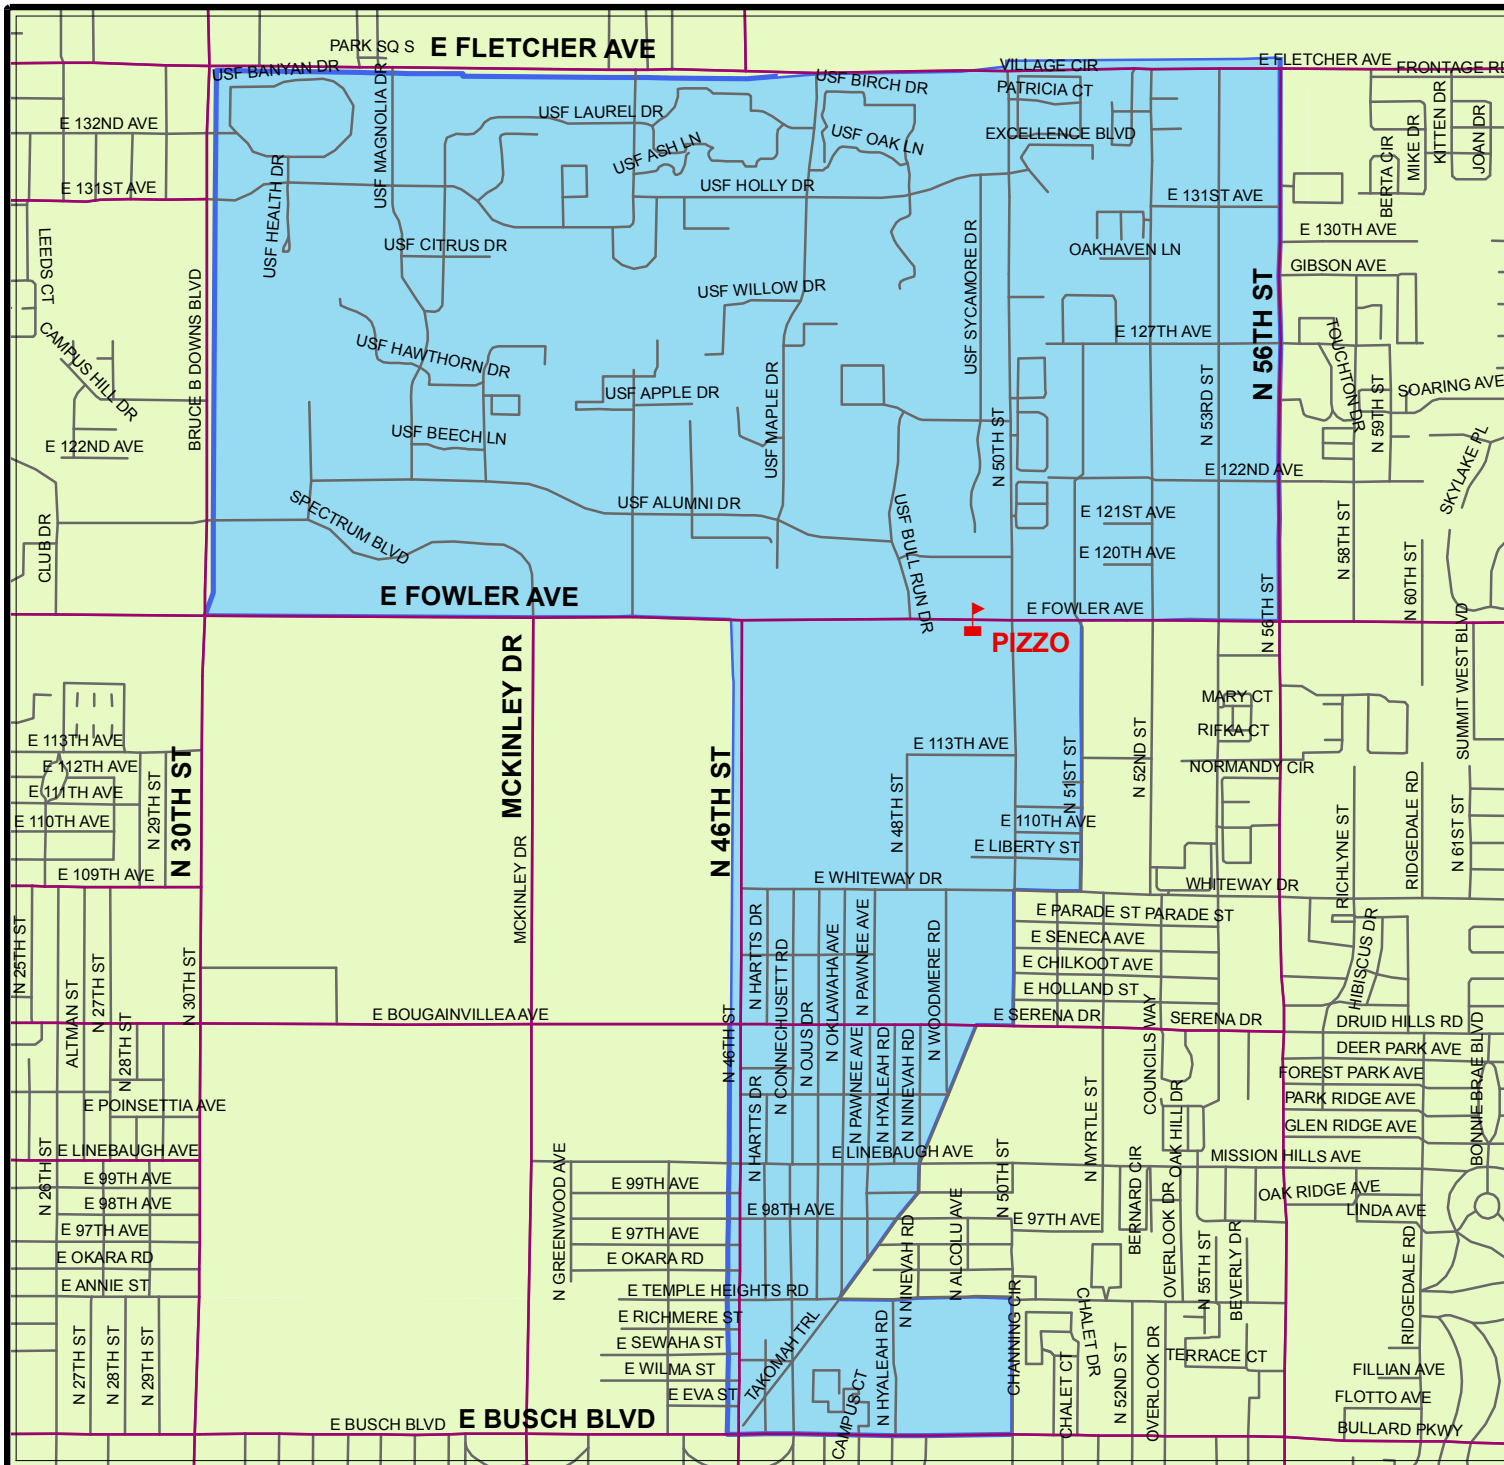 PARK SQ S
E FLETCHER AVE
USF BANYAN DR
USF MAGNOLIA DR
USF BIRCH DR
VILLAGE CIR
E FLETCHER AVE
FRONTAGE RD
PATRICIA CT
USF LAUREL DR
E 132ND AVE
USF ASH LN
USF OAK LN
EXCELLENCE BLVD
BERTA CIR
MIKE DR
KITTEN DR
JOAN DR
E 131ST AVE
USF HEALTH DR
USF HOLLY DR
E 131ST AVE
E 130TH AVE
LEEDS CT
USF CITRUS DR
USF SYCAMORE DR
OAKHAVEN LN
N 56TH ST
GIBSON AVE
BRUCE B DOWNS BLVD
USF WILLOW DR
E 127TH AVE
CAMPUS HILL DR
USF HAWTHORN DR
TOUCHTON DR
N 59TH ST
SOARING AVE
USF APPLE DR
USF MAPLE DR
N 53RD ST
N 50TH ST
E 122ND AVE
USF BEECH LN
E 122ND AVE
SKYLAKE PL
SPECTRUM BLVD
USF ALUMNI DR
USF BULL RUN DR
E 121ST AVE
N 58TH ST
CLUB DR
E 120TH AVE
N 60TH ST
E FOWLER AVE
E FOWLER AVE
N 56TH ST
SUMMIT WEST BLVD
PIZZO
MCKINLEY DR
MARY CT
RIFKA CT
E 113TH AVE
N 30TH ST
N 46TH ST
E 113TH AVE
N 51ST ST
N 52ND ST
E 112TH AVE
NORMANDY CIR
E 111TH AVE
N 29TH ST
N 48TH ST
E 110TH AVE
E 110TH AVE
E LIBERTY ST
RICHLYNE ST
RIDGEDALE RD
N 61ST ST
MCKINLEY DR
E 109TH AVE
E WHITEWAY DR
WHITEWAY DR
N 25TH ST
ALTMAN ST
N 27TH ST
N 30TH ST
N HARTTS DR
N CONNECHUSETT RD
N OJUS DR
N OKLAWAHA AVE
N PAWNEE AVE
N WOODMERE RD
E PARADE ST
PARADE ST
E SENECA AVE
E CHILKOOT AVE
HIBISCUS DR
E HOLLAND ST
E BOUGAINVILLEA AVE
N 46TH ST
E SERENA DR
COUNCILS WAY
SERENA DR
DRUID HILLS RD
N 28TH ST
DEER PARK AVE
BONNIE BRAE BLVD
FOREST PARK AVE
E POINSETTIA AVE
N HARTTS DR
N PAWNEE AVE
N HYALEAH RD
N NINEVAH RD
N MYRTLE ST
OAK HILL DR
PARK RIDGE AVE
GLEN RIDGE AVE
E LINEBAUGH AVE
E LINEBAUGH AVE
MISSION HILLS AVE
N 26TH ST
E 99TH AVE
N GREENWOOD AVE
E 99TH AVE
N 50TH ST
BERNARD CIR
OVERLOOK DR
OAK RIDGE AVE
E 98TH AVE
E 98TH AVE
LINDA AVE
E 97TH AVE
E 97TH AVE
N NINEVAH RD
N ALCOLU AVE
E 97TH AVE
N 55TH ST
BEVERLY DR
RIDGEDALE RD
E OKARA RD
E OKARA RD
E ANNIE ST
E TEMPLE HEIGHTS RD
E RICHMERE ST
TAKOMAH TRL
N HYALEAH RD
CHANNING CIR
CHALET DR
E SEWAHA ST
N 27TH ST
N 28TH ST
N 29TH ST
N 52ND ST
OVERLOOK DR
TERRACE CT
E WILMA ST
FILLIAN AVE
E EVA ST
CAMPUS CT
CHALET CT
FLOTTO AVE
E BUSCH BLVD
E BUSCH BLVD
BULLARD PKWY